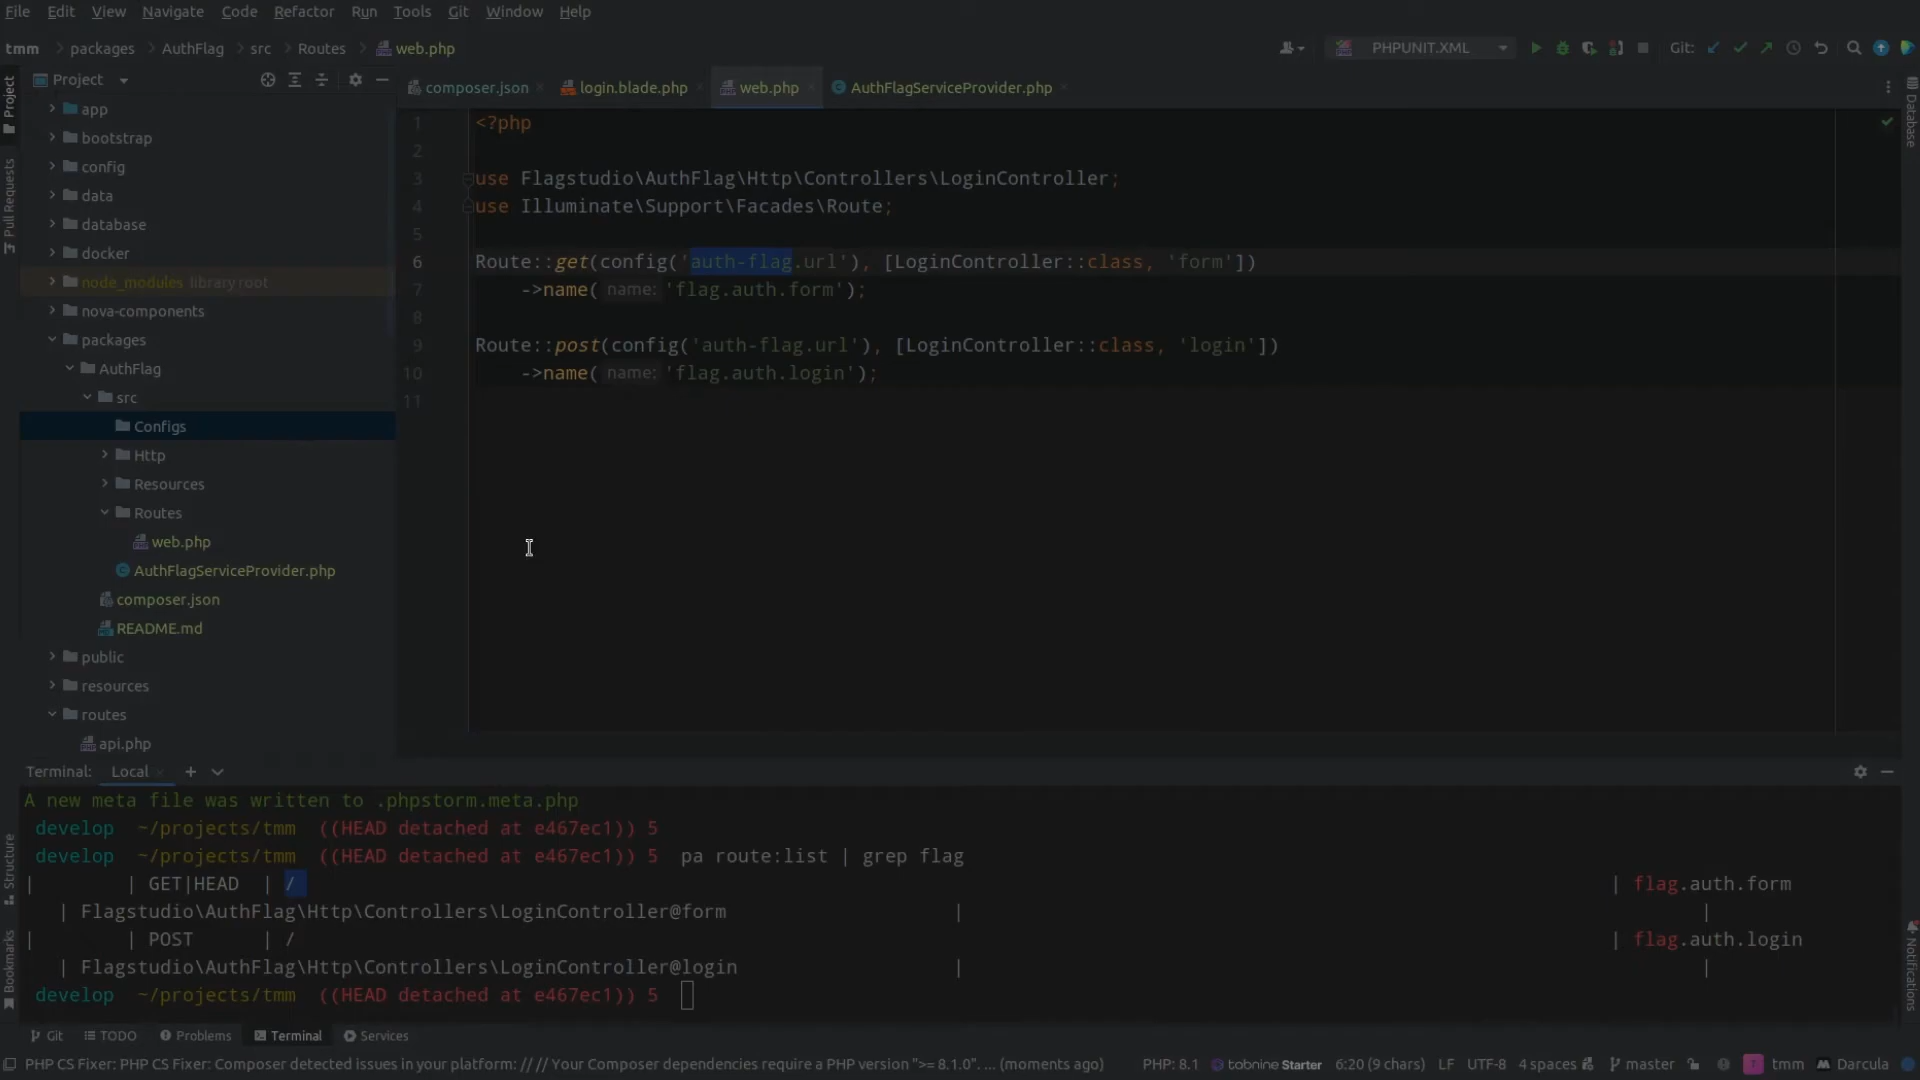 File Edit View Navigate Code Refactor Run Tools Git Window Help
tmm packages AuthFlag src Routes web.php
PHPUNIT.XML
Git:
Project
composer.json login.blade.php web.php AuthFlagServiceProvider.php
app
bootstrap
config
data
database
docker
node_modules library root
nova-components
packages
AuthFlag
src
Configs
Http
Resources
Routes
web.php
AuthFlagServiceProvider.php
composer.json
README.md
public
resources
routes
api.php
1 <?php
2
3 use Flagstudio\AuthFlag\Http\Controllers\LoginController;
4 use Illuminate\Support\Facades\Route;
5
6 Route::get(config('auth-flag.url'), [LoginController::class, 'form'])
7 ->name( name: 'flag.auth.form');
8
9 Route::post(config('auth-flag.url'), [LoginController::class, 'login'])
10 ->name( name: 'flag.auth.login');
11
Project
Pull Requests
Structure
Bookmarks
Database
Notifications
Terminal: Local
A new meta file was written to .phpstorm.meta.php
develop ~/projects/tmm ((HEAD detached at e467ec1)) 5
develop ~/projects/tmm ((HEAD detached at e467ec1)) 5 pa route:list | grep flag
| | GET|HEAD | / | flag.auth.form
| Flagstudio\AuthFlag\Http\Controllers\LoginController@form | |
| | POST | / | flag.auth.login
| Flagstudio\AuthFlag\Http\Controllers\LoginController@login | |
develop ~/projects/tmm ((HEAD detached at e467ec1)) 5
Git TODO Problems Terminal Services
PHP CS Fixer: PHP CS Fixer: Composer detected issues in your platform: // // Your Composer dependencies require a PHP version ">= 8.1.0". ... (moments ago) PHP: 8.1 tobnine Starter 6:20 (9 chars) LF UTF-8 4 spaces master tmm Darcula